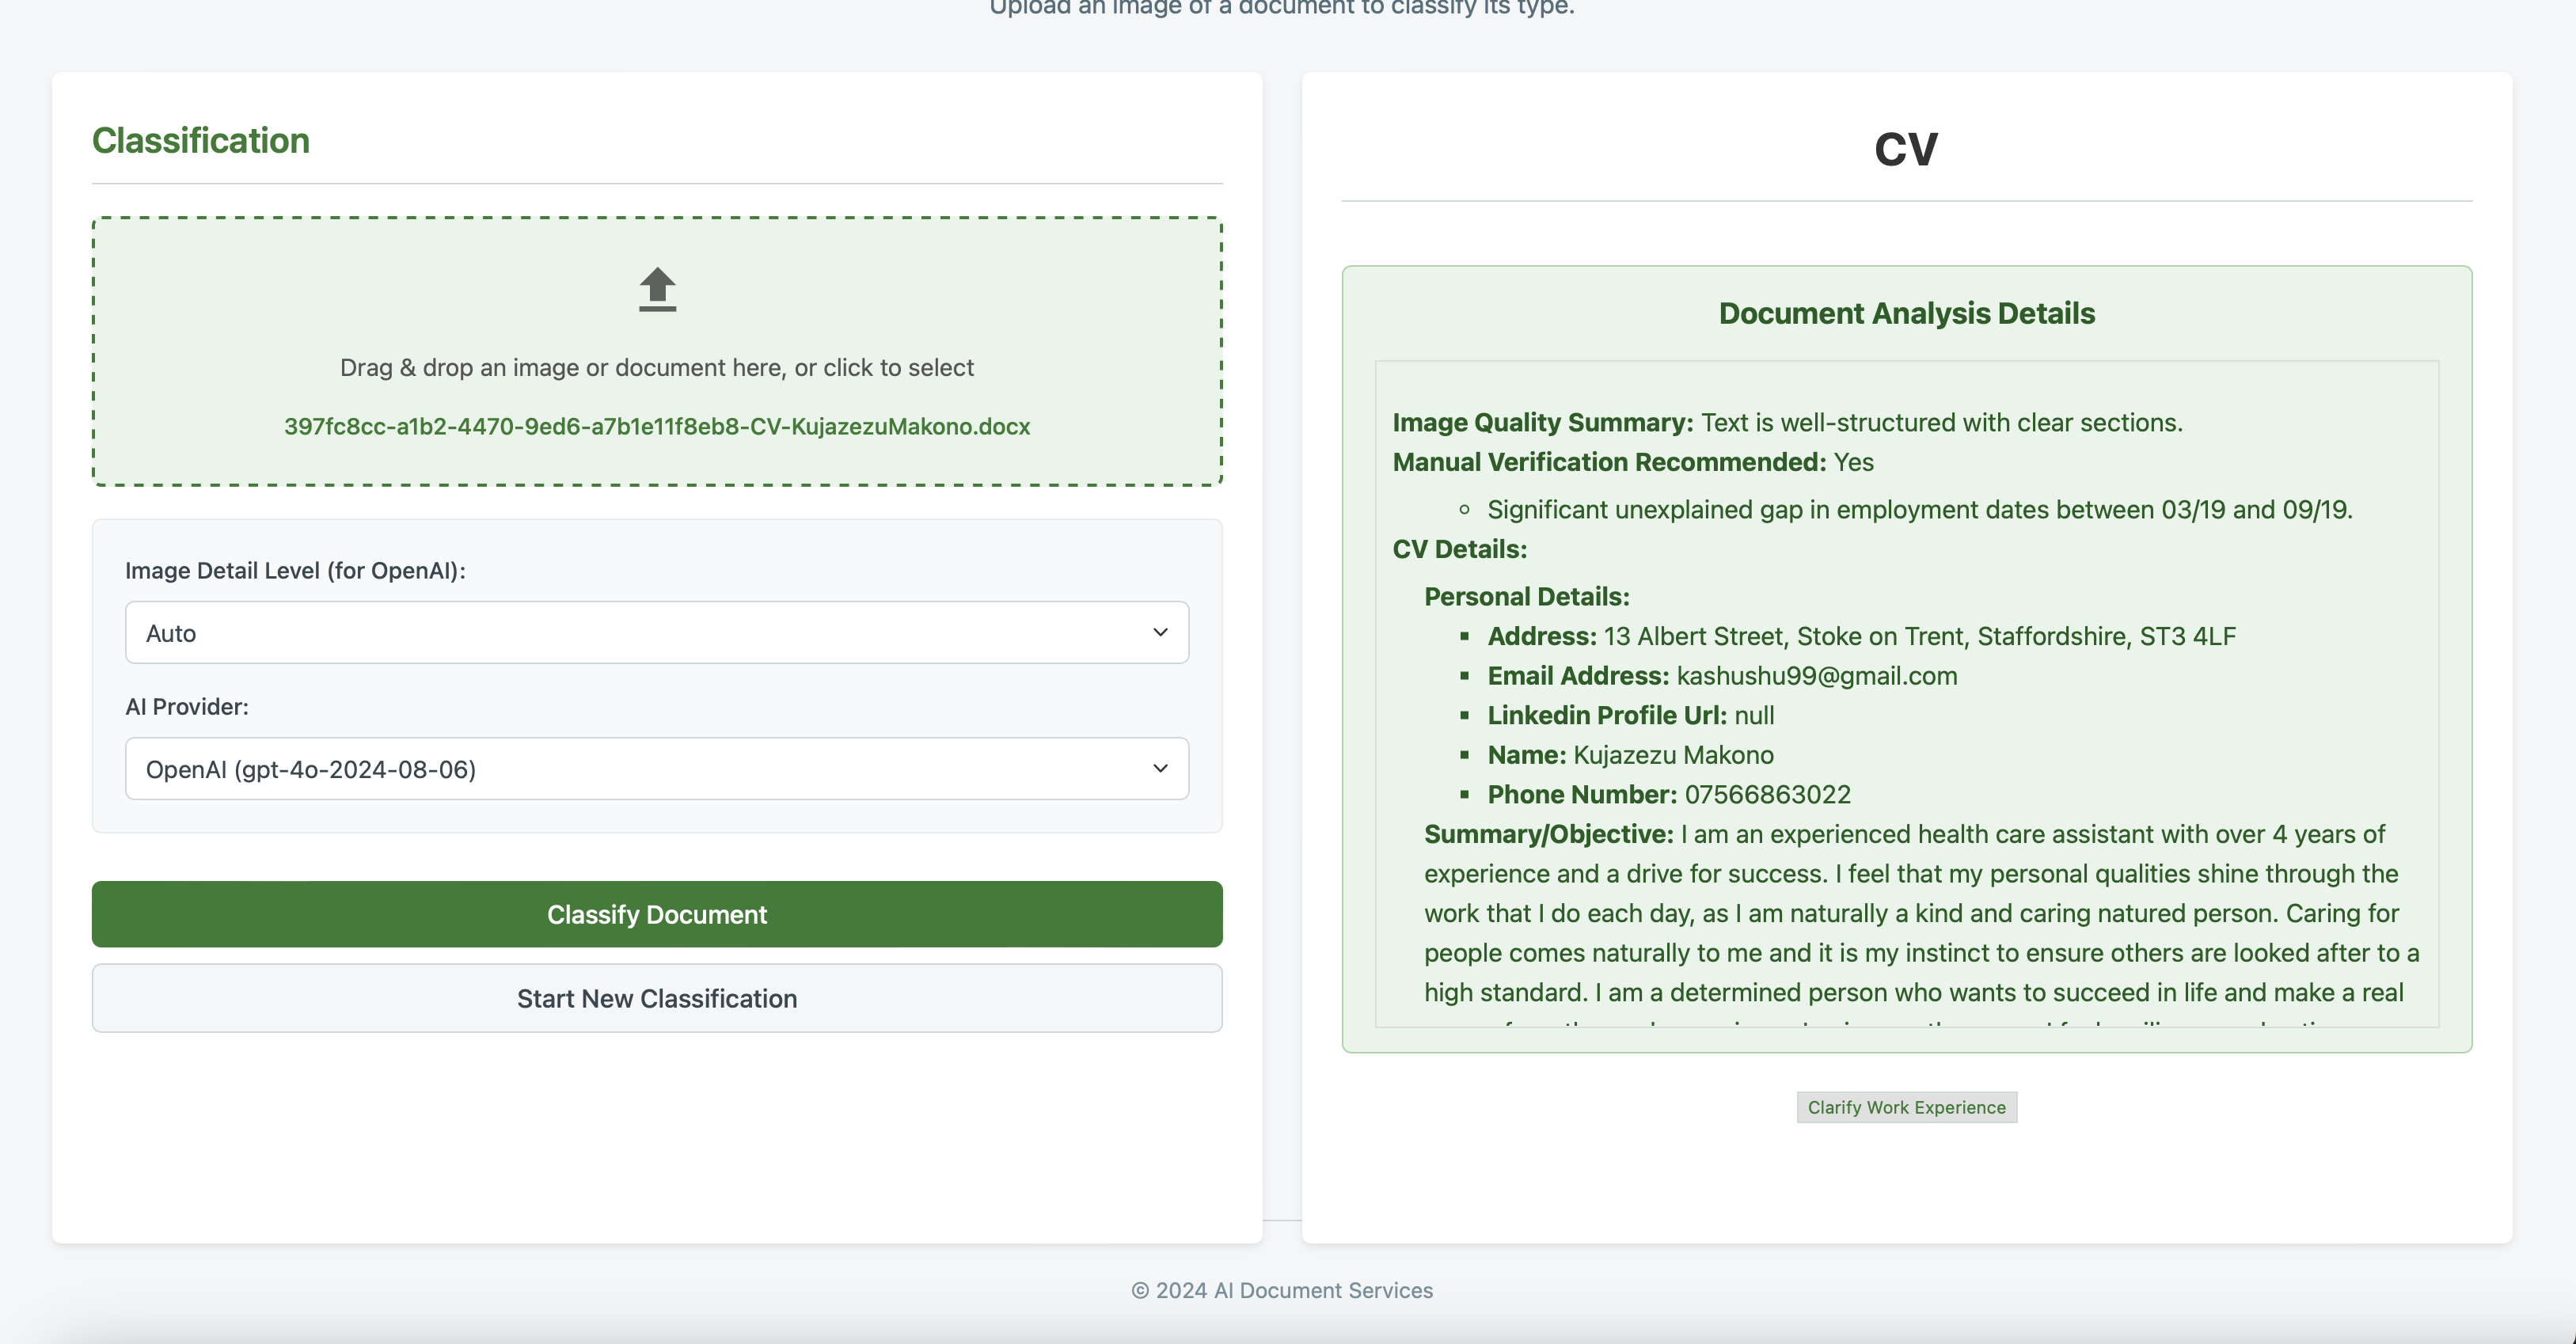 Upload an image of a document to classify its type.
Classification
Drag & drop an image or document here, or click to select
397fc8cc-a1b2-4470-9ed6-a7b1e11f8eb8-CV-KujazezuMakono.docx
Image Detail Level (for OpenAI):
Auto
AI Provider:
OpenAI (gpt-4o-2024-08-06)
Classify Document
Start New Classification
CV
Document Analysis Details
Image Quality Summary: Text is well-structured with clear sections.
Manual Verification Recommended: Yes
Significant unexplained gap in employment dates between 03/19 and 09/19.
CV Details:
Personal Details:
Address: 13 Albert Street, Stoke on Trent, Staffordshire, ST3 4LF
Email Address: kashushu99@gmail.com
Linkedin Profile Url: null
Name: Kujazezu Makono
Phone Number: 07566863022
Summary/Objective: I am an experienced health care assistant with over 4 years of
experience and a drive for success. I feel that my personal qualities shine through the
work that I do each day, as I am naturally a kind and caring natured person. Caring for
people comes naturally to me and it is my instinct to ensure others are looked after to a
high standard. I am a determined person who wants to succeed in life and make a real
Clarify Work Experience
© 2024 AI Document Services